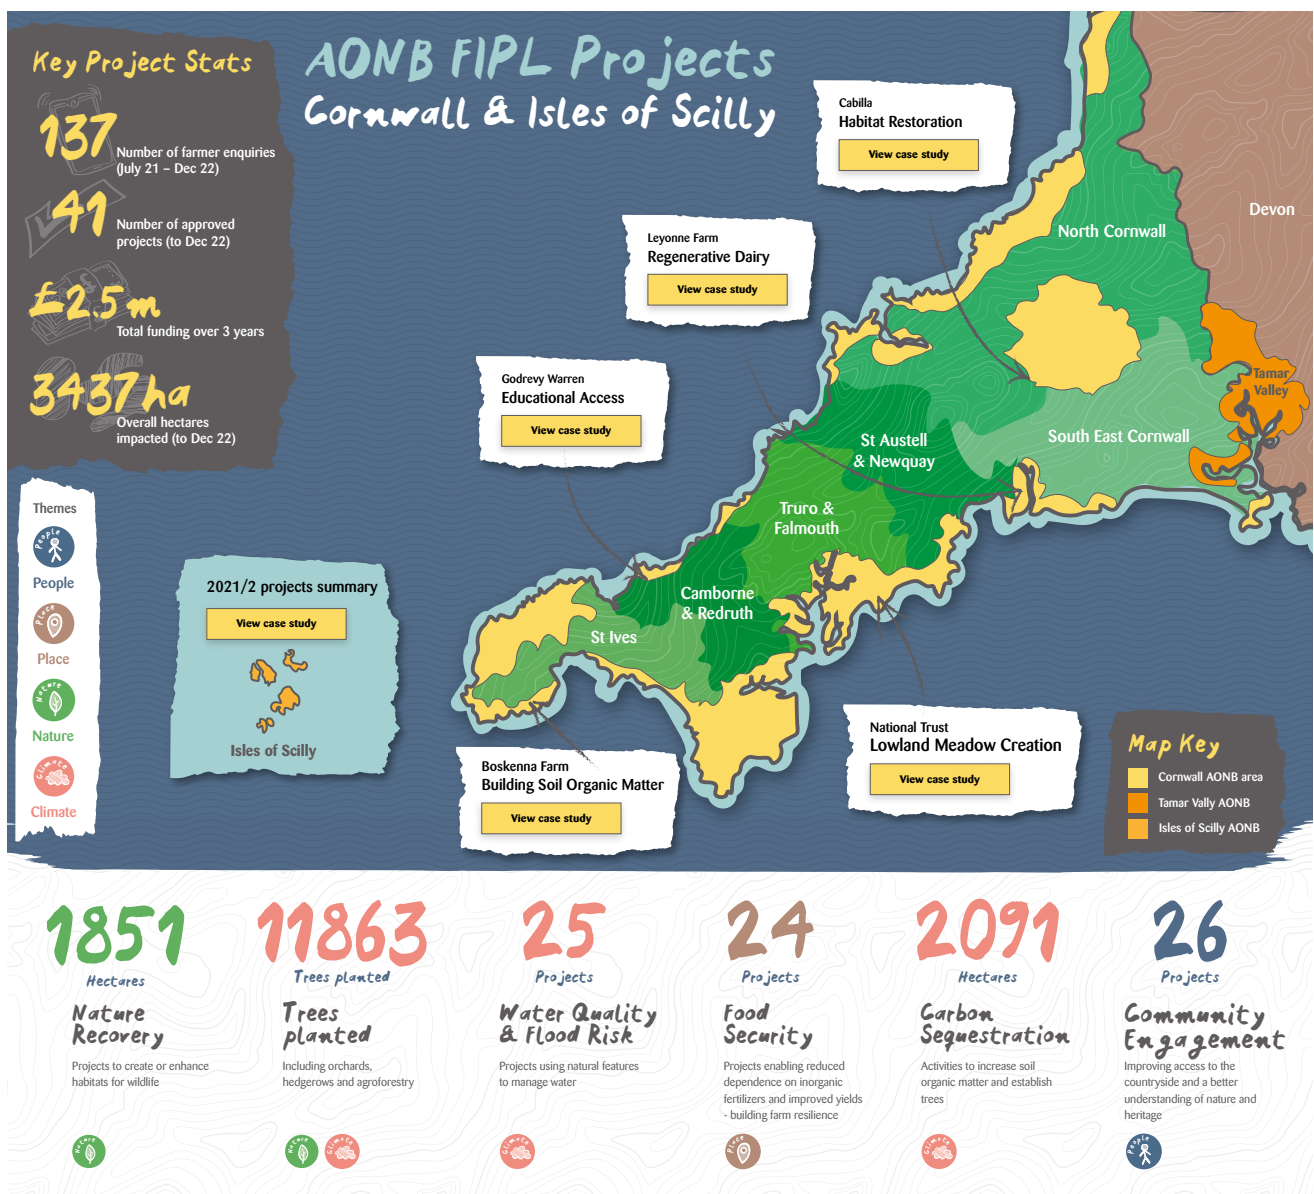 Key Project Stats
137
Number of farmer enquiries
(July 21 – Dec 22)
41
Number of approved
projects (to Dec 22)
£2.5m
Total funding over 3 years
3437ha
Overall hectares
impacted (to Dec 22)
AONB FIPL Projects
Cornwall & Isles of Scilly
Cabilla
Habitat Restoration
View case study
Leyonne Farm
Regenerative Dairy
View case study
Godrevy Warren
Educational Access
View case study
Devon
North Cornwall
Tamar
Valley
South East Cornwall
St Austell
& Newquay
Truro &
Falmouth
Camborne
& Redruth
St Ives
Themes
People
People
Place
Place
Nature
Nature
Climate
Climate
2021/2 projects summary
View case study
Isles of Scilly
Boskenna Farm
Building Soil Organic Matter
View case study
National Trust
Lowland Meadow Creation
View case study
Map Key
Cornwall AONB area
Tamar Vally AONB
Isles of Scilly AONB
1851
Hectares
Nature
Recovery
Projects to create or enhance
habitats for wildlife
Nature
11863
Trees planted
Trees
planted
Including orchards,
hedgerows and agroforestry
Nature
Climate
25
Projects
Water Quality
& Flood Risk
Projects using natural features
to manage water
Climate
24
Projects
Food
Security
Projects enabling reduced
dependence on inorganic
fertilizers and improved yields
- building farm resilience
Place
2091
Hectares
Carbon
Sequestration
Activities to increase soil
organic matter and establish
trees
Climate
26
Projects
Community
Engagement
Improving access to the
countryside and a better
understanding of nature and
heritage
People